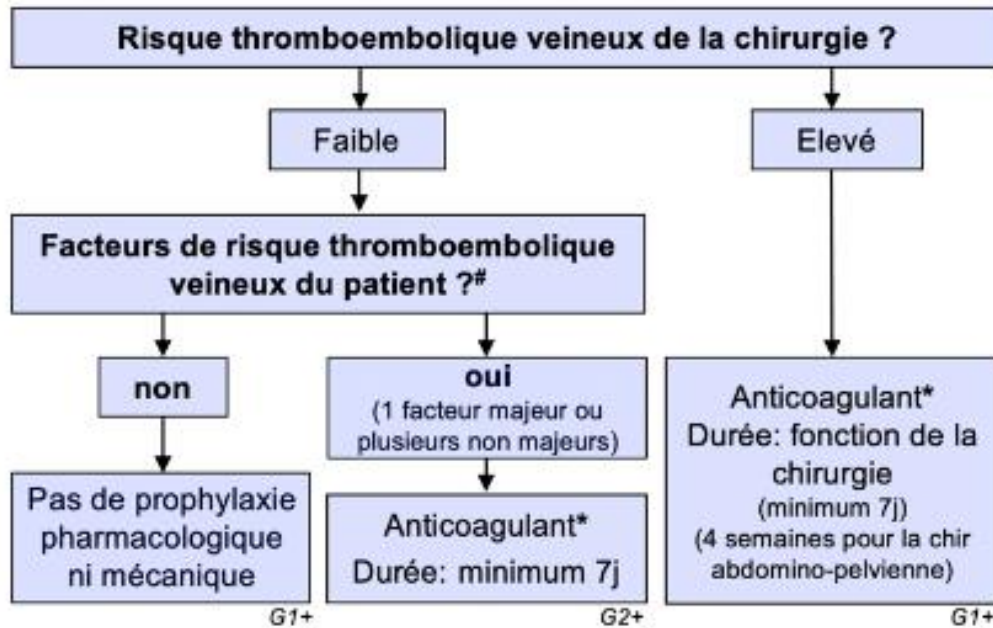 Risque thromboembolique veineux de la chirurgie ?
Faible
Elevé
Facteurs de risque thromboembolique
veineux du patient ?#
non
oui
(1 facteur majeur ou
plusieurs non majeurs)
Pas de prophylaxie
pharmacologique
ni mécanique
G1+
Anticoagulant*
Durée: minimum 7j
G2+
Anticoagulant*
Durée: fonction de la
chirurgie
(minimum 7j)
(4 semaines pour la chir
abdomino-pelvienne)
G1+